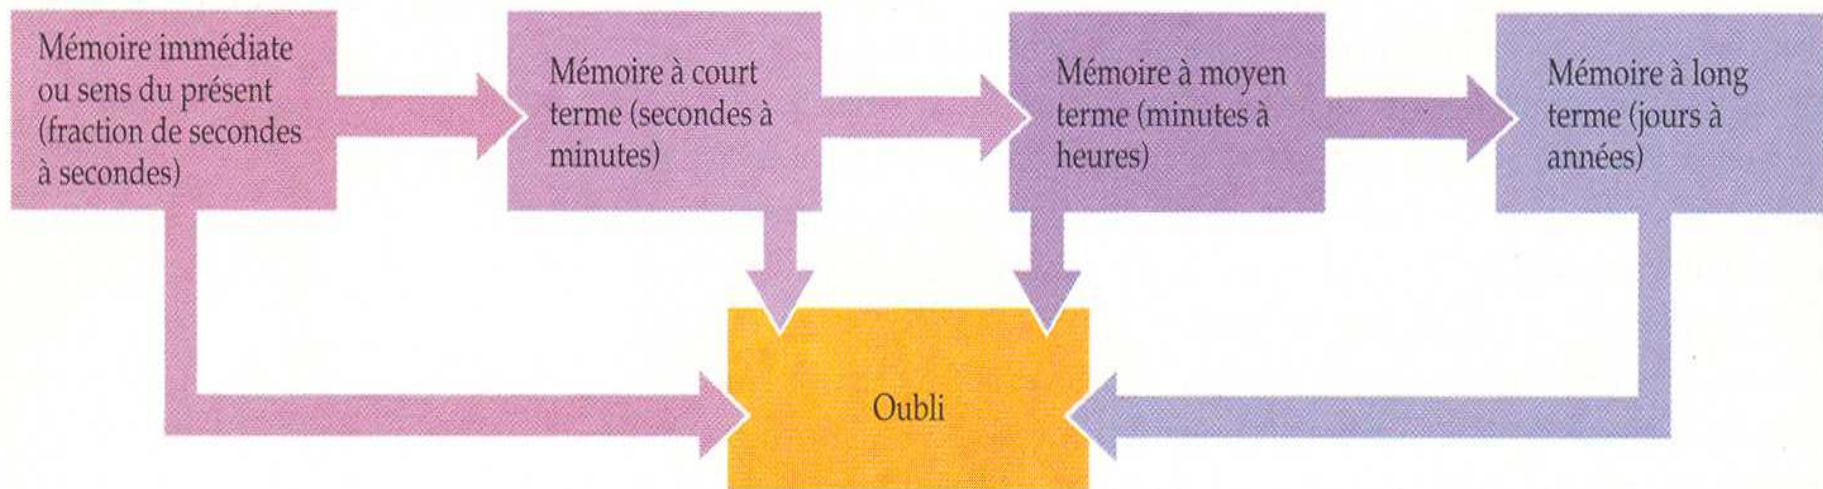 Mémoire immédiate
ou sens du présent
(fraction de secondes
à secondes)
Mémoire à court
terme (secondes à
minutes)
Mémoire à moyen
terme (minutes à
heures)
Mémoire à long
terme (jours à
années)
Oubli